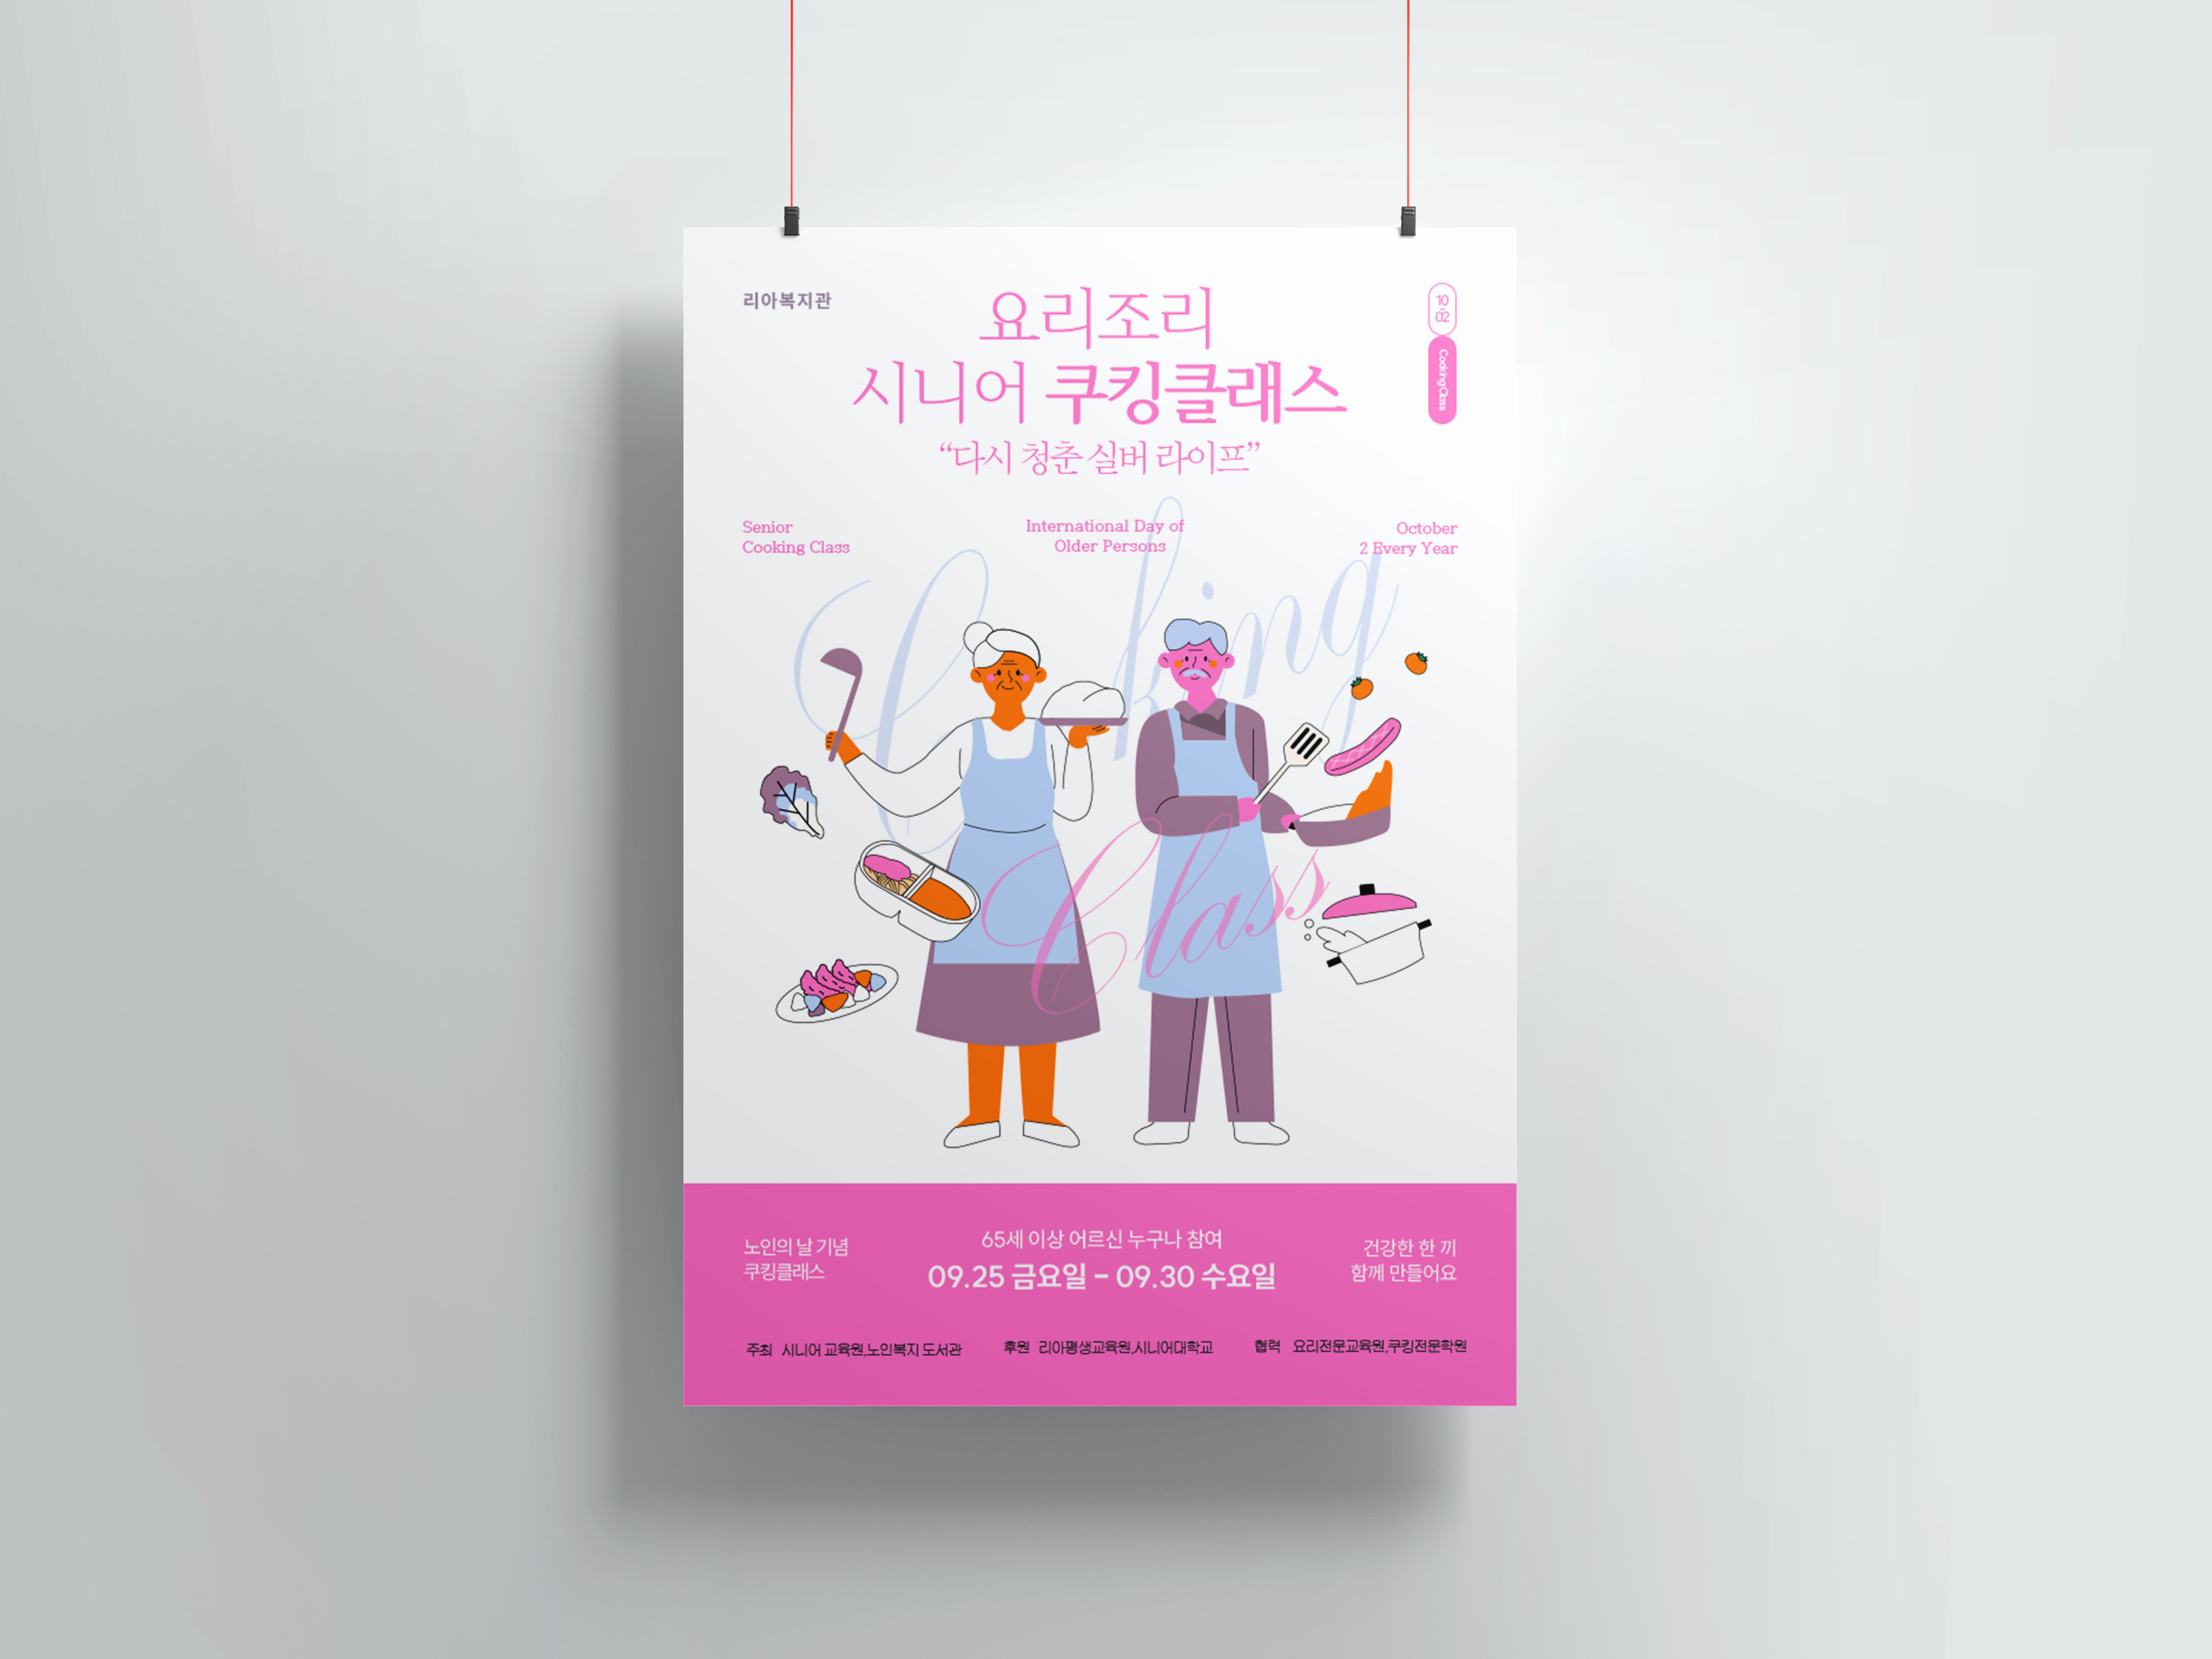 리아복지관
요리조리
시니어 쿠킹클래스
“다시 청춘 실버 라이프”
10
02
CookingClass
Senior
Cooking Class
International Day of
Older Persons
October
2 Every Year
Cooking
Class
노인의 날 기념
쿠킹클래스
65세 이상 어르신 누구나 참여
09.25 금요일 - 09.30 수요일
건강한 한 끼
함께 만들어요
주최 시니어 교육원,노인복지 도서관
후원 리아평생교육원,시니어대학교
협력 요리전문교육원,쿠킹전문학원